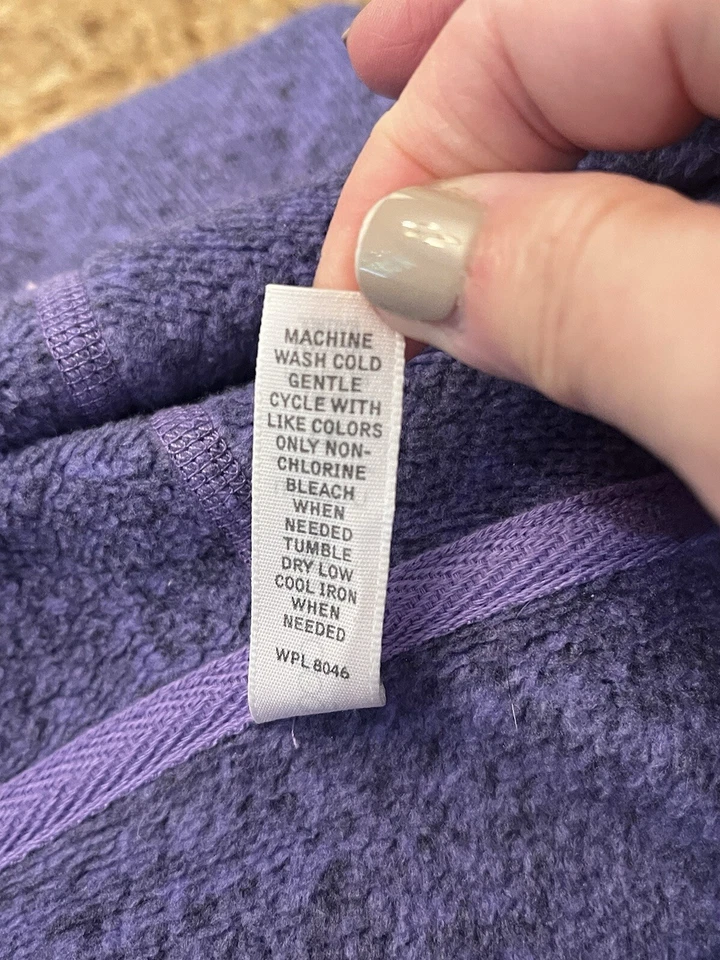 MACHINE
WASH COLD
GENTLE
CYCLE WITH
LIKE COLORS
ONLY NON-
CHLORINE
BLEACH
WHEN
NEEDED
TUMBLE
DRY LOW
COOL IRON
WHEN
NEEDED
WPL 8046